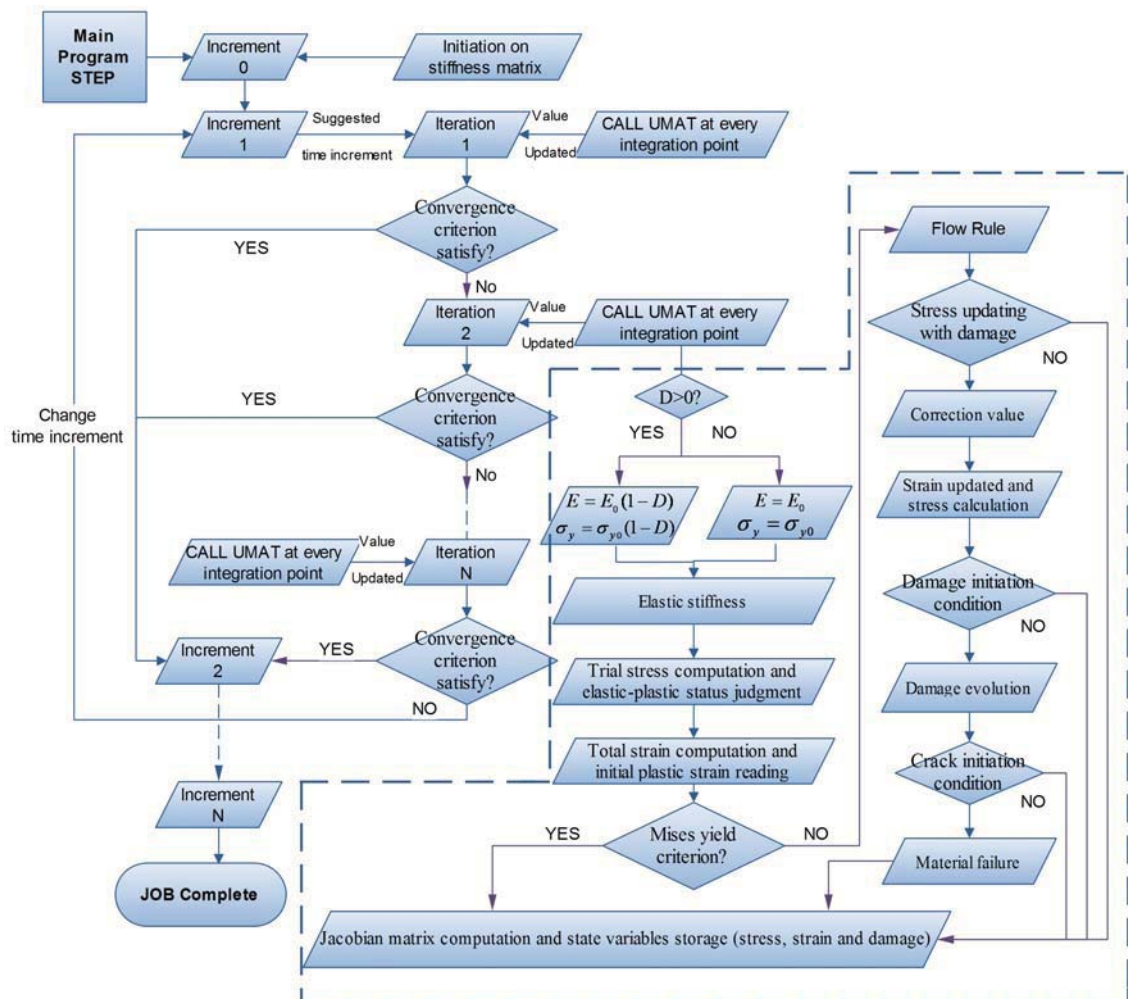 Main
Program
STEP
Increment
0
Initiation on
stiffness matrix
Increment
1
Suggested
time increment
Iteration
1
Value
Updated
CALL UMAT at every
integration point
Convergence
criterion
satisfy?
YES
No
Iteration
2
Value
Updated
CALL UMAT at every
integration point
Convergence
criterion
satisfy?
YES
No
Change
time increment
CALL UMAT at every
integration point
Value
Updated
Iteration
N
Convergence
criterion
satisfy?
YES
NO
Increment
2
Increment
N
JOB Complete
D>0?
YES
NO
E = E₀(1−D)
σy = σy0(1−D)
E = E₀
σy = σy0
Elastic stiffness
Trial stress computation and
elastic-plastic status judgment
Total strain computation and
initial plastic strain reading
Mises yield
criterion?
YES
NO
Flow Rule
Stress updating
with damage
NO
Correction value
Strain updated and
stress calculation
Damage initiation
condition
NO
Damage evolution
Crack initiation
condition
NO
Material failure
Jacobian matrix computation and state variables storage (stress, strain and damage)